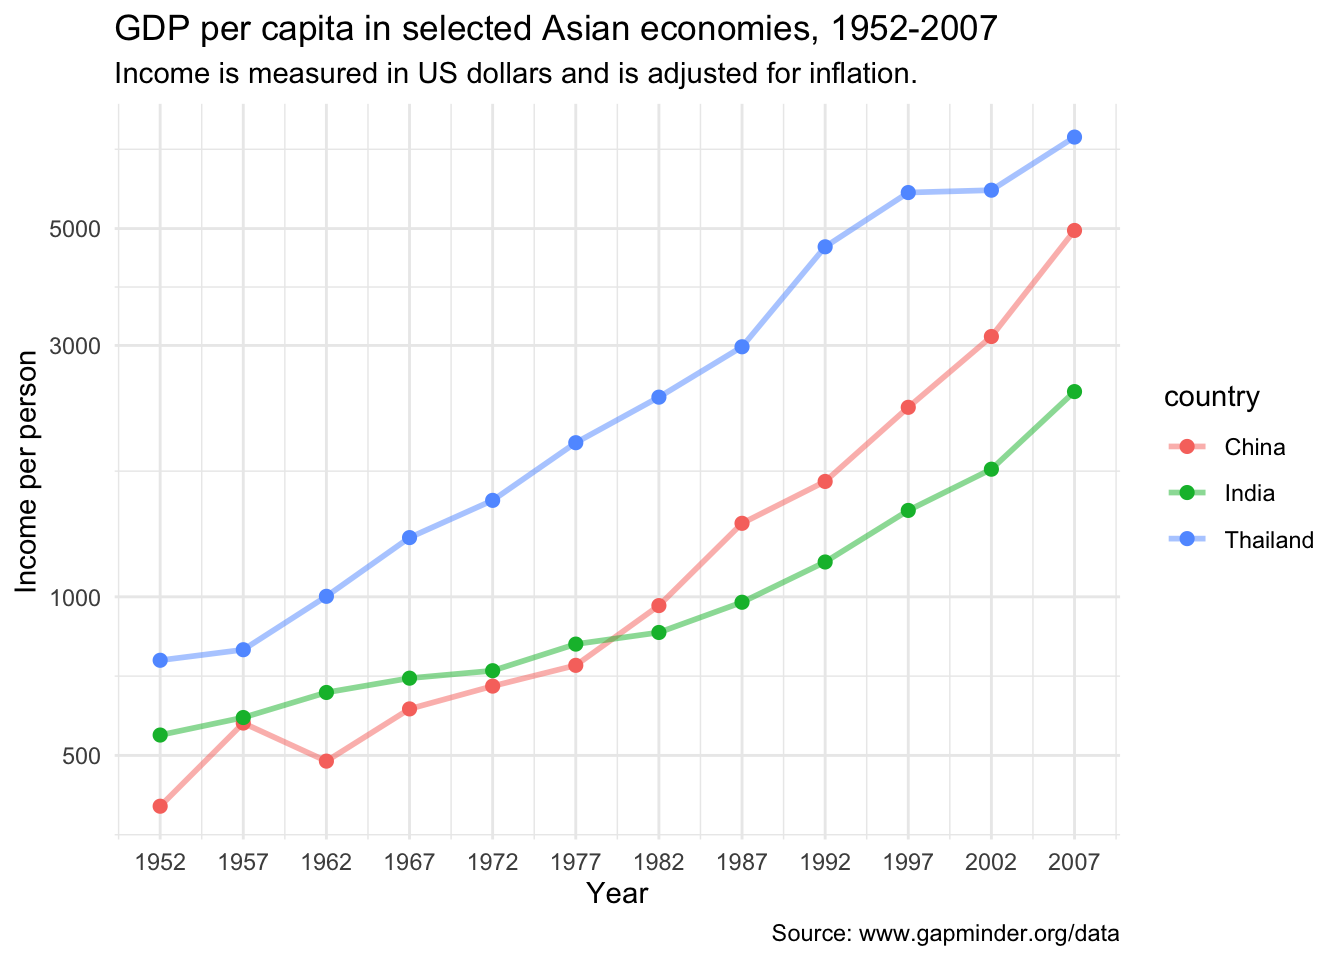 GDP per capita in selected Asian economies, 1952-2007
Income is measured in US dollars and is adjusted for inflation.
Income per person
5000
3000
1000
500
1952 1957 1962 1967 1972 1977 1982 1987 1992 1997 2002 2007
Year
country
China
India
Thailand
Source: www.gapminder.org/data